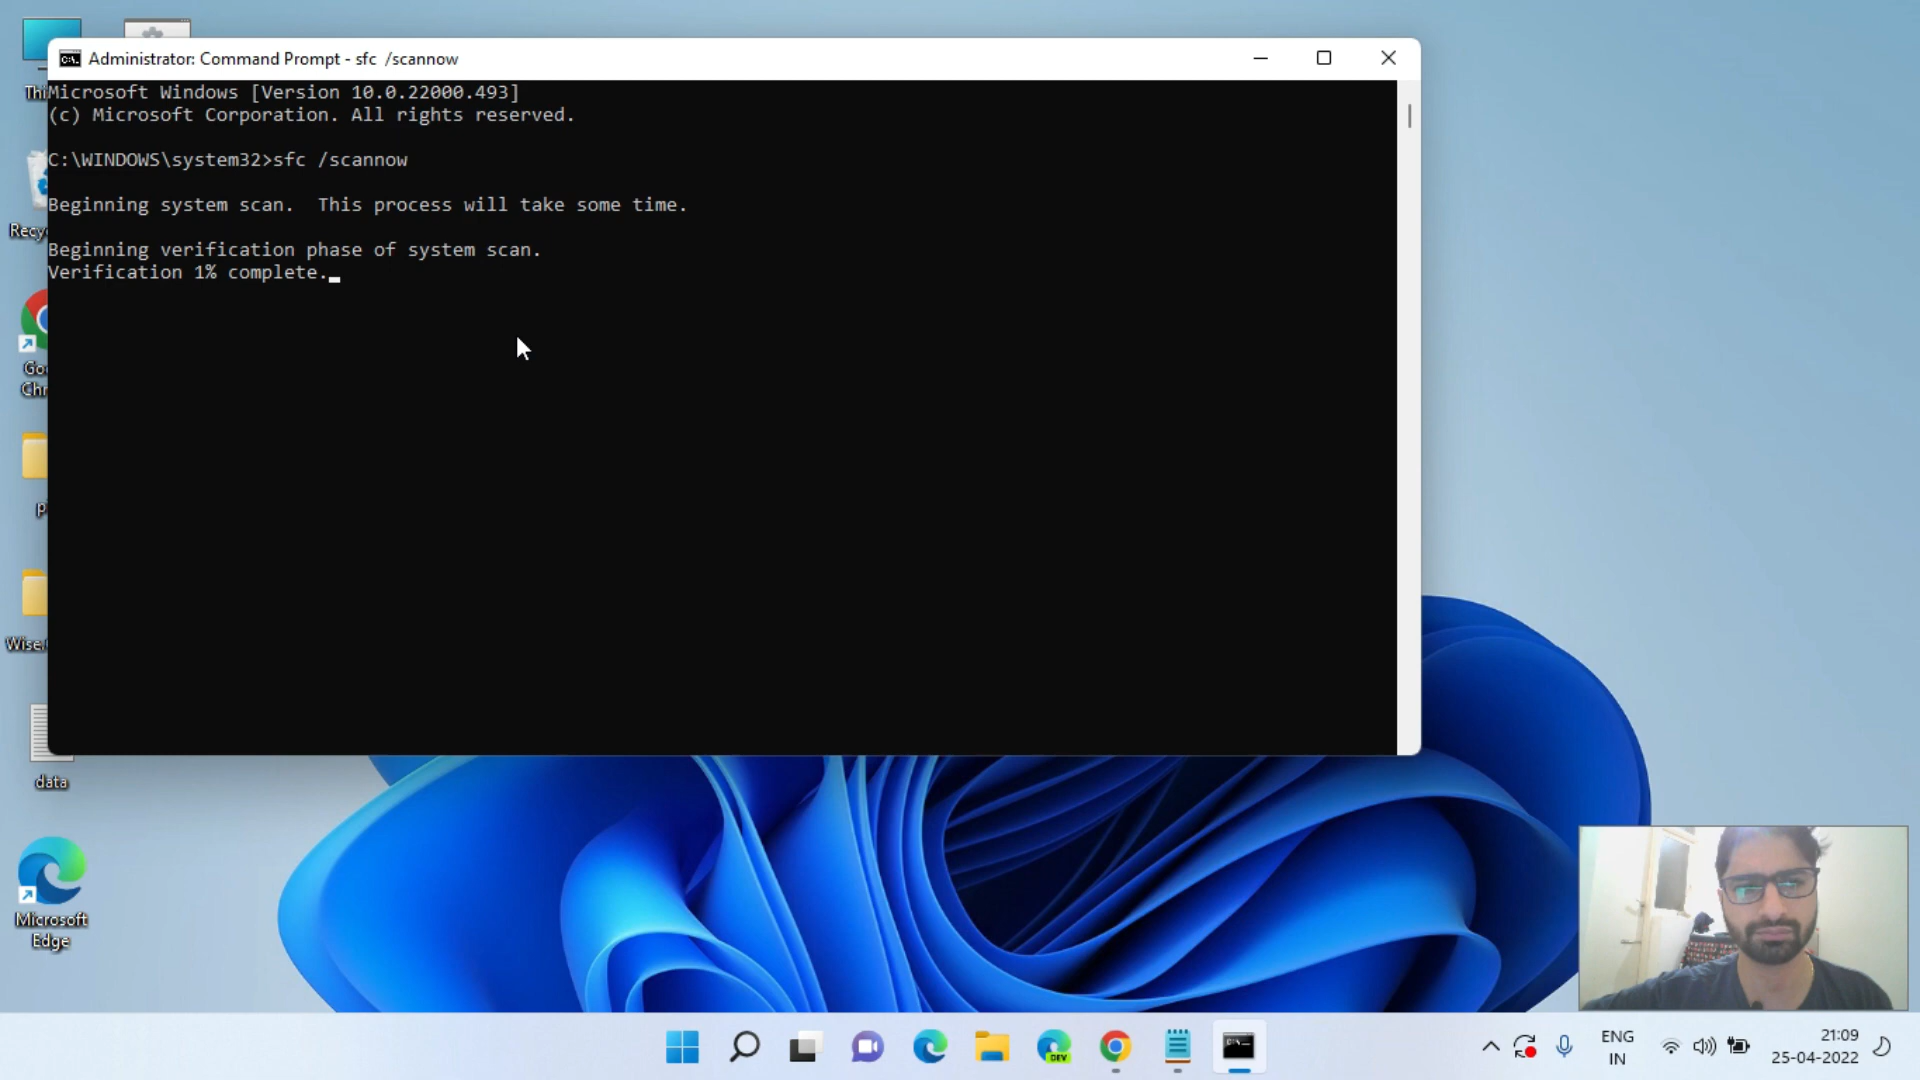 Administrator: Command Prompt - sfc  /scannow
Microsoft Windows [Version 10.0.22000.493]
(c) Microsoft Corporation. All rights reserved.
C:\WINDOWS\system32>sfc /scannow
Beginning system scan.  This process will take some time.
Beginning verification phase of system scan.
Verification 1% complete.
data
Microsoft
Edge
DEV
ENG
IN
21:09
25-04-2022